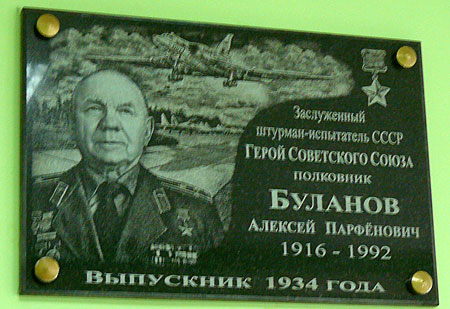 Заслуженный
штурман-испытатель СССР
Герой Советского Союза
полковник
Буланов
Алексей Парфёнович
1916 - 1992
Выпускник 1934 года